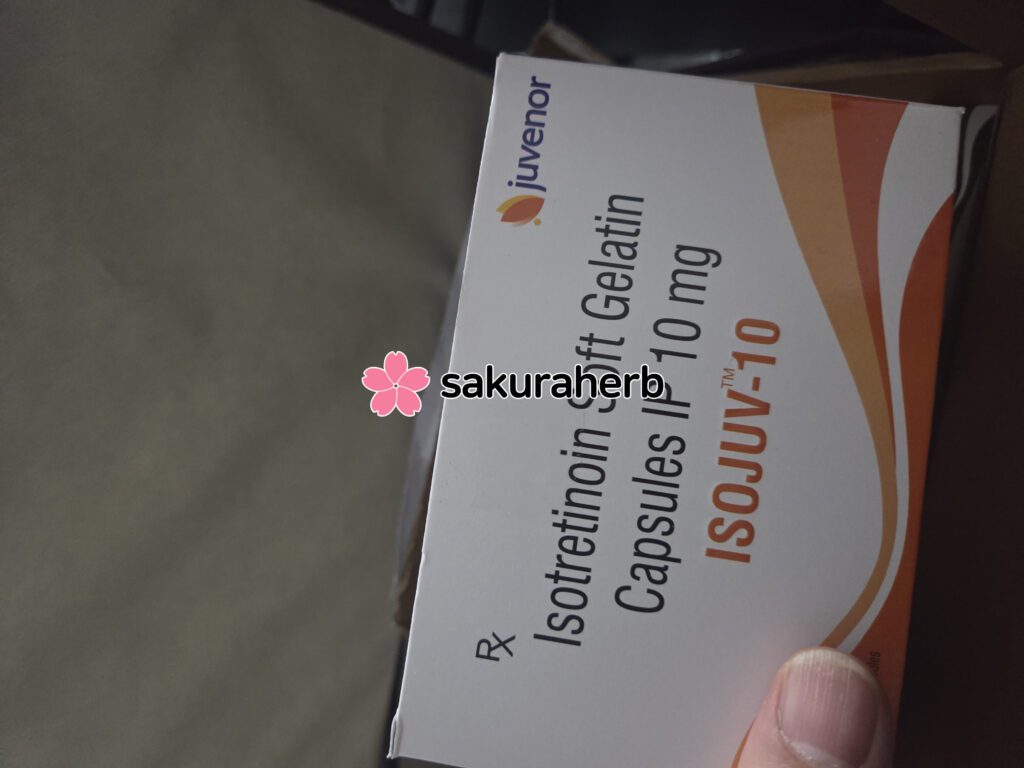 juvenor
Rx
Isotretinoin Soft Gelatin
Capsules IP 10 mg
ISOJUV™-10
sakuraherb